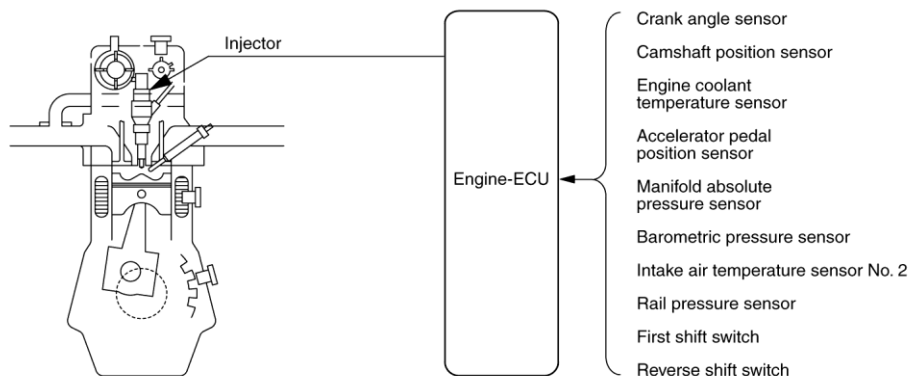 Injector
Engine-ECU
Crank angle sensor
Camshaft position sensor
Engine coolant
temperature sensor
Accelerator pedal
position sensor
Manifold absolute
pressure sensor
Barometric pressure sensor
Intake air temperature sensor No. 2
Rail pressure sensor
First shift switch
Reverse shift switch